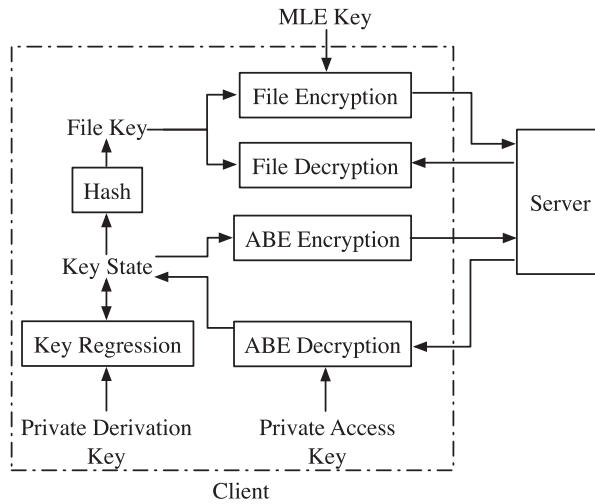 MLE Key
File Encryption
File Key
File Decryption
Hash
Server
ABE Encryption
Key State
Key Regression
ABE Decryption
Private Derivation
Key
Private Access
Key
Client